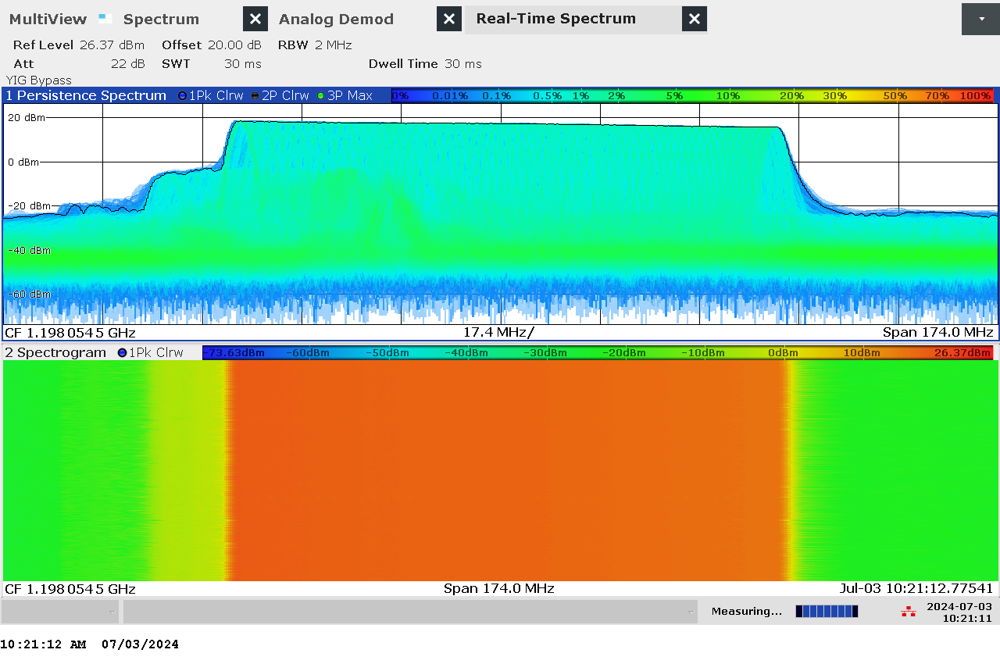 MultiView Spectrum Analog Demod Real-Time Spectrum
Ref Level 26.37 dBm Offset 20.00 dB RBW 2 MHz
Att 22 dB SWT 30 ms Dwell Time 30 ms
YIG Bypass
1 Persistence Spectrum 1Pk Clrw 2P Clrw 3P Max 0% 0.01% 0.1% 0.5% 1% 2% 5% 10% 20% 30% 50% 70% 100%
20 dBm
0 dBm
-20 dBm
-40 dBm
-60 dBm
CF 1.1980545 GHz 17.4 MHz/ Span 174.0 MHz
2 Spectrogram 1Pk Clrw -73.63dBm -60dBm -50dBm -40dBm -30dBm -20dBm -10dBm 0dBm 10dBm 26.37dBm
CF 1.1980545 GHz Span 174.0 MHz Jul-03 10:21:12.77541
Measuring... 2024-07-03
10:21:11
10:21:12 AM 07/03/2024